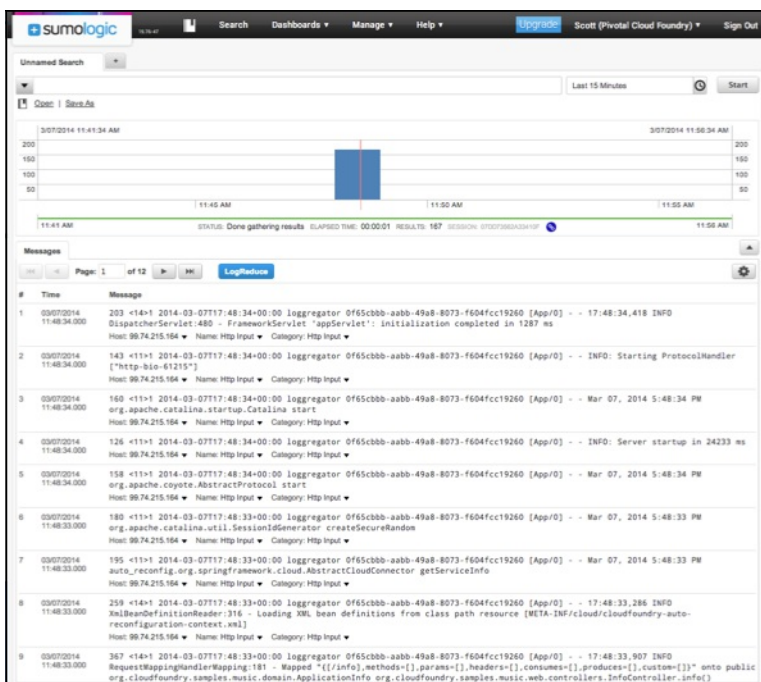 sumologic
Search Dashboards ▾ Manage ▾ Help ▾ Upgrade Scott (Pivotal Cloud Foundry) ▾ Sign Out
Unnamed Search +
Last 15 Minutes Start
Open | Save As
3/07/2014 11:41:34 AM 3/07/2014 11:56:34 AM
200 200
150 150
100 100
50 50
11:45 AM 11:50 AM 11:55 AM
11:41 AM STATUS: Done gathering results ELAPSED TIME: 00:00:01 RESULTS: 167 SESSION: 11:56 AM
Messages
Page: 1 of 12 LogReduce
# Time Message
1 03/07/2014 203 <14>1 2014-03-07T17:48:34+00:00 loggregator 0f65cbbb-aabb-49a8-8073-f604fcc19260 [App/0] - - 17:48:34,418 INFO
11:48:34.000 DispatcherServlet:480 - FrameworkServlet 'appServlet': initialization completed in 1287 ms
Host: 99.74.215.164 ▾ Name: Http Input ▾ Category: Http Input ▾
2 03/07/2014 143 <11>1 2014-03-07T17:48:34+00:00 loggregator 0f65cbbb-aabb-49a8-8073-f604fcc19260 [App/0] - - INFO: Starting ProtocolHandler
11:48:34.000 ["http-bio-61215"]
Host: 99.74.215.164 ▾ Name: Http Input ▾ Category: Http Input ▾
3 03/07/2014 160 <11>1 2014-03-07T17:48:34+00:00 loggregator 0f65cbbb-aabb-49a8-8073-f604fcc19260 [App/0] - - Mar 07, 2014 5:48:34 PM
11:48:34.000 org.apache.catalina.startup.Catalina start
Host: 99.74.215.164 ▾ Name: Http Input ▾ Category: Http Input ▾
4 03/07/2014 126 <11>1 2014-03-07T17:48:34+00:00 loggregator 0f65cbbb-aabb-49a8-8073-f604fcc19260 [App/0] - - INFO: Server startup in 24233 ms
11:48:34.000 Host: 99.74.215.164 ▾ Name: Http Input ▾ Category: Http Input ▾
5 03/07/2014 158 <11>1 2014-03-07T17:48:34+00:00 loggregator 0f65cbbb-aabb-49a8-8073-f604fcc19260 [App/0] - - Mar 07, 2014 5:48:34 PM
11:48:34.000 org.apache.coyote.AbstractProtocol start
Host: 99.74.215.164 ▾ Name: Http Input ▾ Category: Http Input ▾
6 03/07/2014 180 <11>1 2014-03-07T17:48:33+00:00 loggregator 0f65cbbb-aabb-49a8-8073-f604fcc19260 [App/0] - - Mar 07, 2014 5:48:33 PM
11:48:33.000 org.apache.catalina.util.SessionIdGenerator createSecureRandom
Host: 99.74.215.164 ▾ Name: Http Input ▾ Category: Http Input ▾
7 03/07/2014 195 <11>1 2014-03-07T17:48:33+00:00 loggregator 0f65cbbb-aabb-49a8-8073-f604fcc19260 [App/0] - - Mar 07, 2014 5:48:33 PM
11:48:33.000 auto_reconfig.org.springframework.cloud.AbstractCloudConnector getServiceInfo
Host: 99.74.215.164 ▾ Name: Http Input ▾ Category: Http Input ▾
8 03/07/2014 259 <14>1 2014-03-07T17:48:33+00:00 loggregator 0f65cbbb-aabb-49a8-8073-f604fcc19260 [App/0] - - 17:48:33,286 INFO
11:48:33.000 XmlBeanDefinitionReader:316 - Loading XML bean definitions from class path resource [META-INF/cloud/cloudfoundry-auto-
reconfiguration-context.xml]
Host: 99.74.215.164 ▾ Name: Http Input ▾ Category: Http Input ▾
9 03/07/2014 367 <14>1 2014-03-07T17:48:33+00:00 loggregator 0f65cbbb-aabb-49a8-8073-f604fcc19260 [App/0] - - 17:48:33,907 INFO
11:48:33.000 RequestMappingHandlerMapping:181 - Mapped "{[/info],methods=[],params=[],headers=[],consumes=[],produces=[],custom=[]}" onto public
org.cloudfoundry.samples.music.domain.ApplicationInfo org.cloudfoundry.samples.music.web.controllers.InfoController.info()